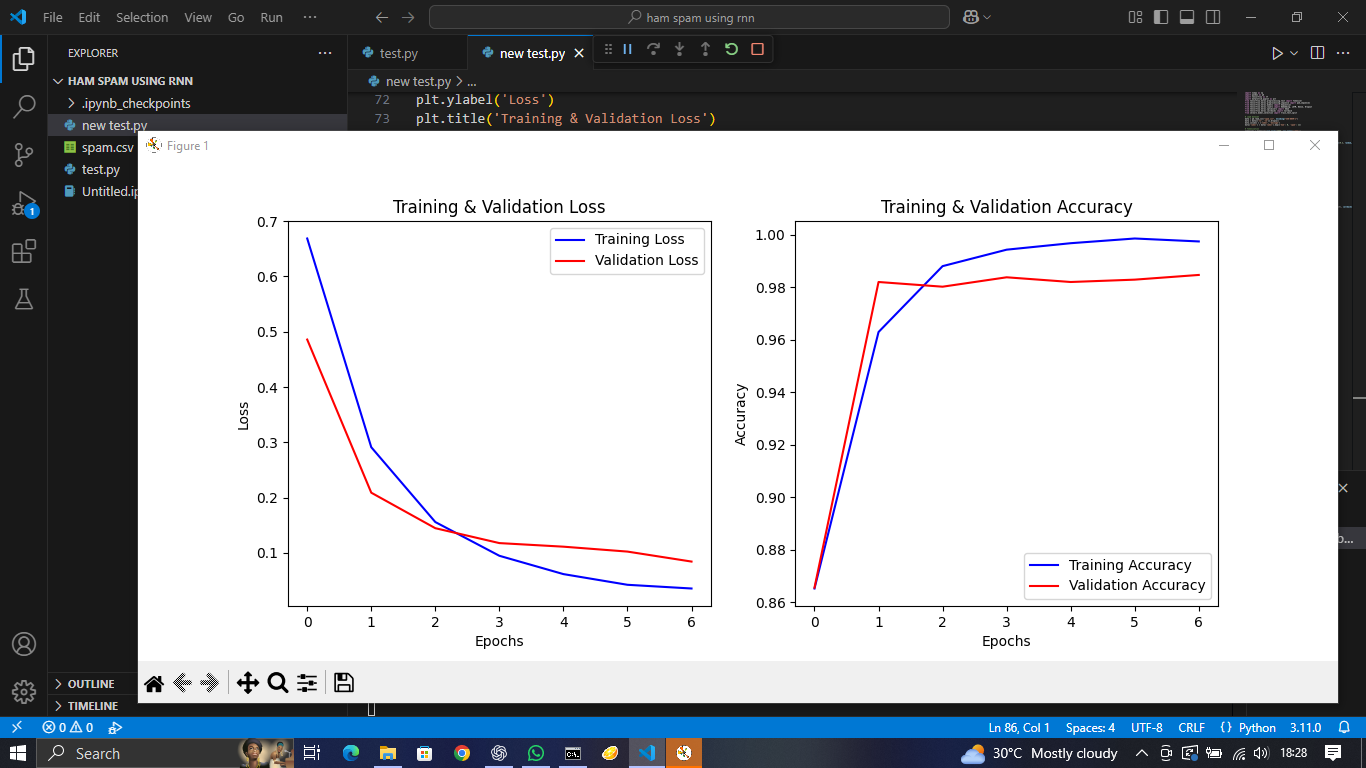 File Edit Selection View Go Run ···
ham spam using rnn
EXPLORER ···
HAM SPAM USING RNN
.ipynb_checkpoints
new test.py
spam.csv
test.py
Untitled.ip
test.py
new test.py
new test.py > ...
72 plt.ylabel('Loss')
73 plt.title('Training & Validation Loss')
Figure 1
Training & Validation Loss
0.7
0.6
0.5
0.4
0.3
0.2
0.1
Loss
Training Loss
Validation Loss
0 1 2 3 4 5 6
Epochs
Training & Validation Accuracy
1.00
0.98
0.96
0.94
0.92
0.90
0.88
0.86
Accuracy
Training Accuracy
Validation Accuracy
0 1 2 3 4 5 6
Epochs
1
OUTLINE
TIMELINE
0 0
Ln 86, Col 1 Spaces: 4 UTF-8 CRLF {} Python 3.11.0
Search
30°C Mostly cloudy
18:28